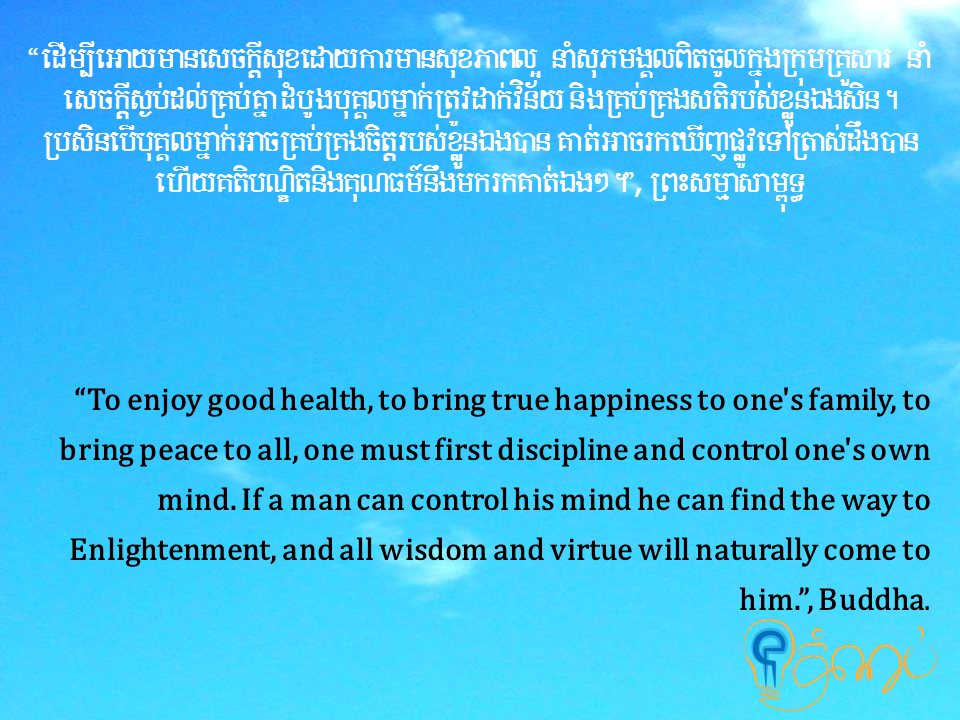 “ ដើម្បីអោយមានសេចក្តីសុខដោយការមានសុខភាពល្អ នាំសុភមង្គលពិតចូលក្នុងក្រុមគ្រួសារ នាំ
សេចក្តីស្ងប់ដល់គ្រប់គ្នា ដំបូងបុគ្គលម្នាក់ត្រូវដាក់វិន័យ និងគ្រប់គ្រងសតិរបស់ខ្លួនឯងសិន ។
ប្រសិនបើបុគ្គលម្នាក់អាចគ្រប់គ្រងចិត្តរបស់ខ្លួនឯងបាន គាត់អាចរកឃើញផ្លូវទៅត្រាស់ដឹងបាន
ហើយគតិបណ្ឌិតនិងគុណធម៍នឹងមករកគាត់ឯងៗ ។”, ព្រះសម្មាសាម្ពុទ្ធ
“To enjoy good health, to bring true happiness to one's family, to
bring peace to all, one must first discipline and control one's own
mind. If a man can control his mind he can find the way to
Enlightenment, and all wisdom and virtue will naturally come to
him.”, Buddha.